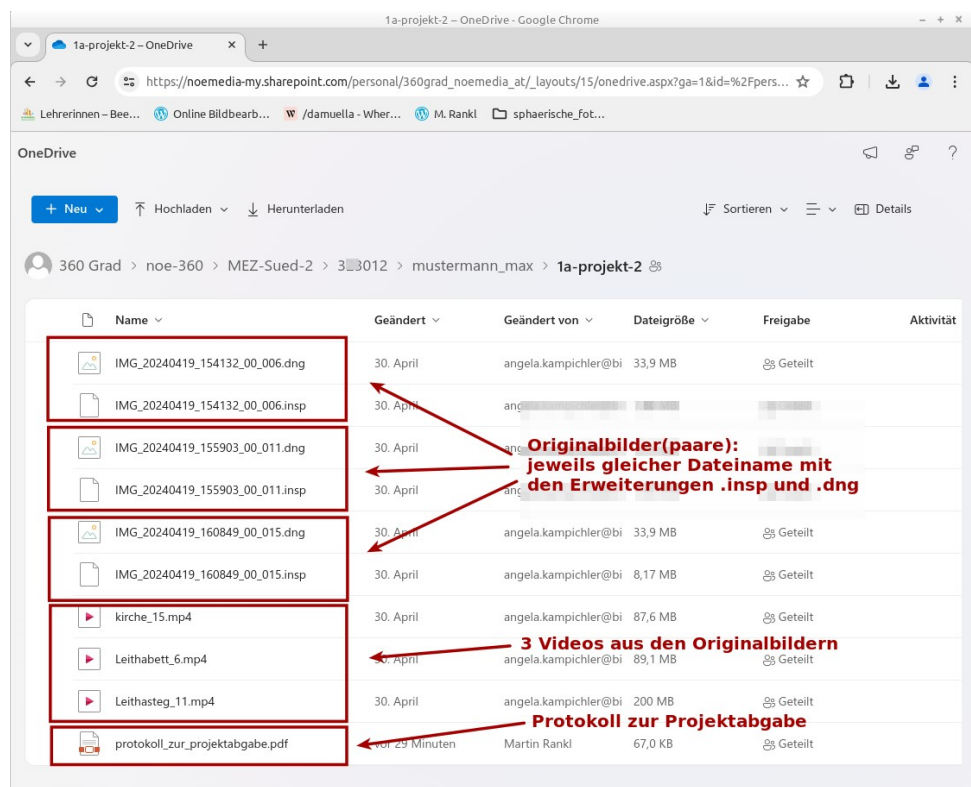 1a-projekt-2 – OneDrive - Google Chrome
1a-projekt-2 – OneDrive
https://noemedia-my.sharepoint.com/personal/360grad_noemedia_at/_layouts/15/onedrive.aspx?ga=1&id=%2Fpers...
Lehrerinnen – Bee... Online Bildbearb... /damuella - Wher... M. Rankl sphaerische_fot...
OneDrive
+ Neu Hochladen Herunterladen Sortieren Details
360 Grad > noe-360 > MEZ-Sued-2 > 3 3012 > mustermann_max > 1a-projekt-2
Name Geändert Geändert von Dateigröße Freigabe Aktivität
IMG_20240419_154132_00_006.dng 30. April angela.kampichler@bi 33,9 MB Geteilt
IMG_20240419_154132_00_006.insp 30. April
IMG_20240419_155903_00_011.dng 30. April
Originalbilder(paare):
jeweils gleicher Dateiname mit
IMG_20240419_155903_00_011.insp 30. April
den Erweiterungen .insp und .dng
IMG_20240419_160849_00_015.dng 30. April angela.kampichler@bi 33,9 MB Geteilt
IMG_20240419_160849_00_015.insp 30. April angela.kampichler@bi 8,17 MB Geteilt
kirche_15.mp4 30. April angela.kampichler@bi 87,6 MB Geteilt
3 Videos aus den Originalbildern
Leithabett_6.mp4 30. April angela.kampichler@bi 89,1 MB Geteilt
Leithasteg_11.mp4 30. April angela.kampichler@bi 200 MB Geteilt
Protokoll zur Projektabgabe
protokoll_zur_projektabgabe.pdf vor 29 Minuten Martin Rankl 67,0 KB Geteilt